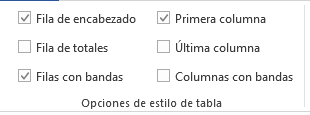 Fila de encabezado Primera columna
Fila de totales Última columna
Filas con bandas Columnas con bandas
Opciones de estilo de tabla